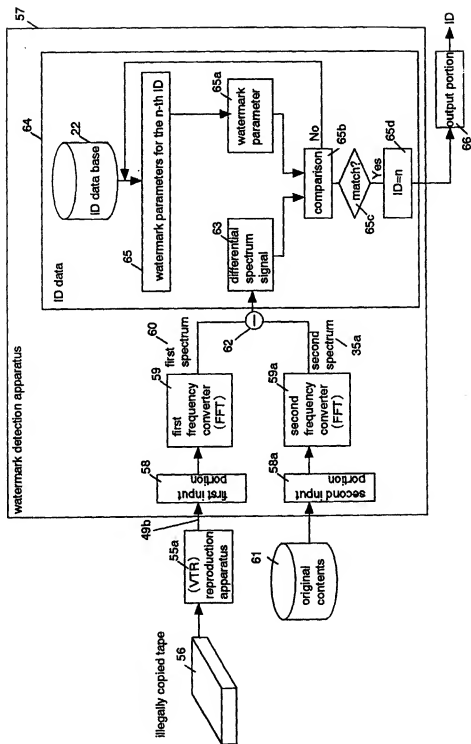 57
watermark detection apparatus
64
ID data
22
iD data base
65
watermark parameters for the n-th ID
65a
watermark
parameter
No
65b
comparison
match?
65c
Yes
65d
ID=n
63
differential
spectrum
signal
62
60
first
spectrum
second
spectrum
35a
59
first
frequency
converter
(FFT)
59a
second
frequency
converter
(FFT)
58
first input
portion
58a
second input
portion
49b
55a
(VTR)
reproduction
apparatus
61
original
contents
illegally copied tape
56
output portion
66
ID